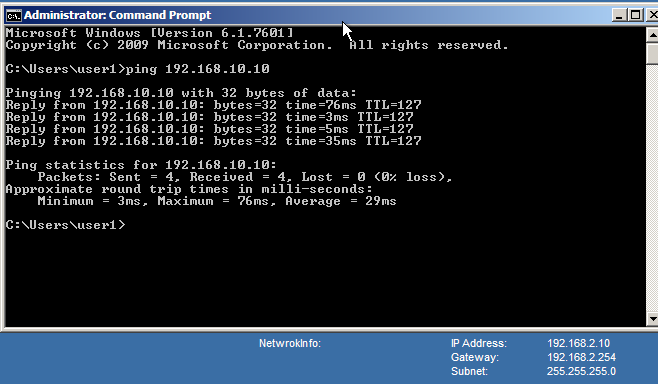 Administrator: Command Prompt
Microsoft Windows [Version 6.1.7601]
Copyright (c) 2009 Microsoft Corporation.  All rights reserved.
C:\Users\user1>ping 192.168.10.10
Pinging 192.168.10.10 with 32 bytes of data:
Reply from 192.168.10.10: bytes=32 time=76ms TTL=127
Reply from 192.168.10.10: bytes=32 time=3ms TTL=127
Reply from 192.168.10.10: bytes=32 time=5ms TTL=127
Reply from 192.168.10.10: bytes=32 time=35ms TTL=127
Ping statistics for 192.168.10.10:
    Packets: Sent = 4, Received = 4, Lost = 0 (0% loss),
Approximate round trip times in milli-seconds:
    Minimum = 3ms, Maximum = 76ms, Average = 29ms
C:\Users\user1>
NetwrokInfo: IP Address: 192.168.2.10
Gateway: 192.168.2.254
Subnet: 255.255.255.0